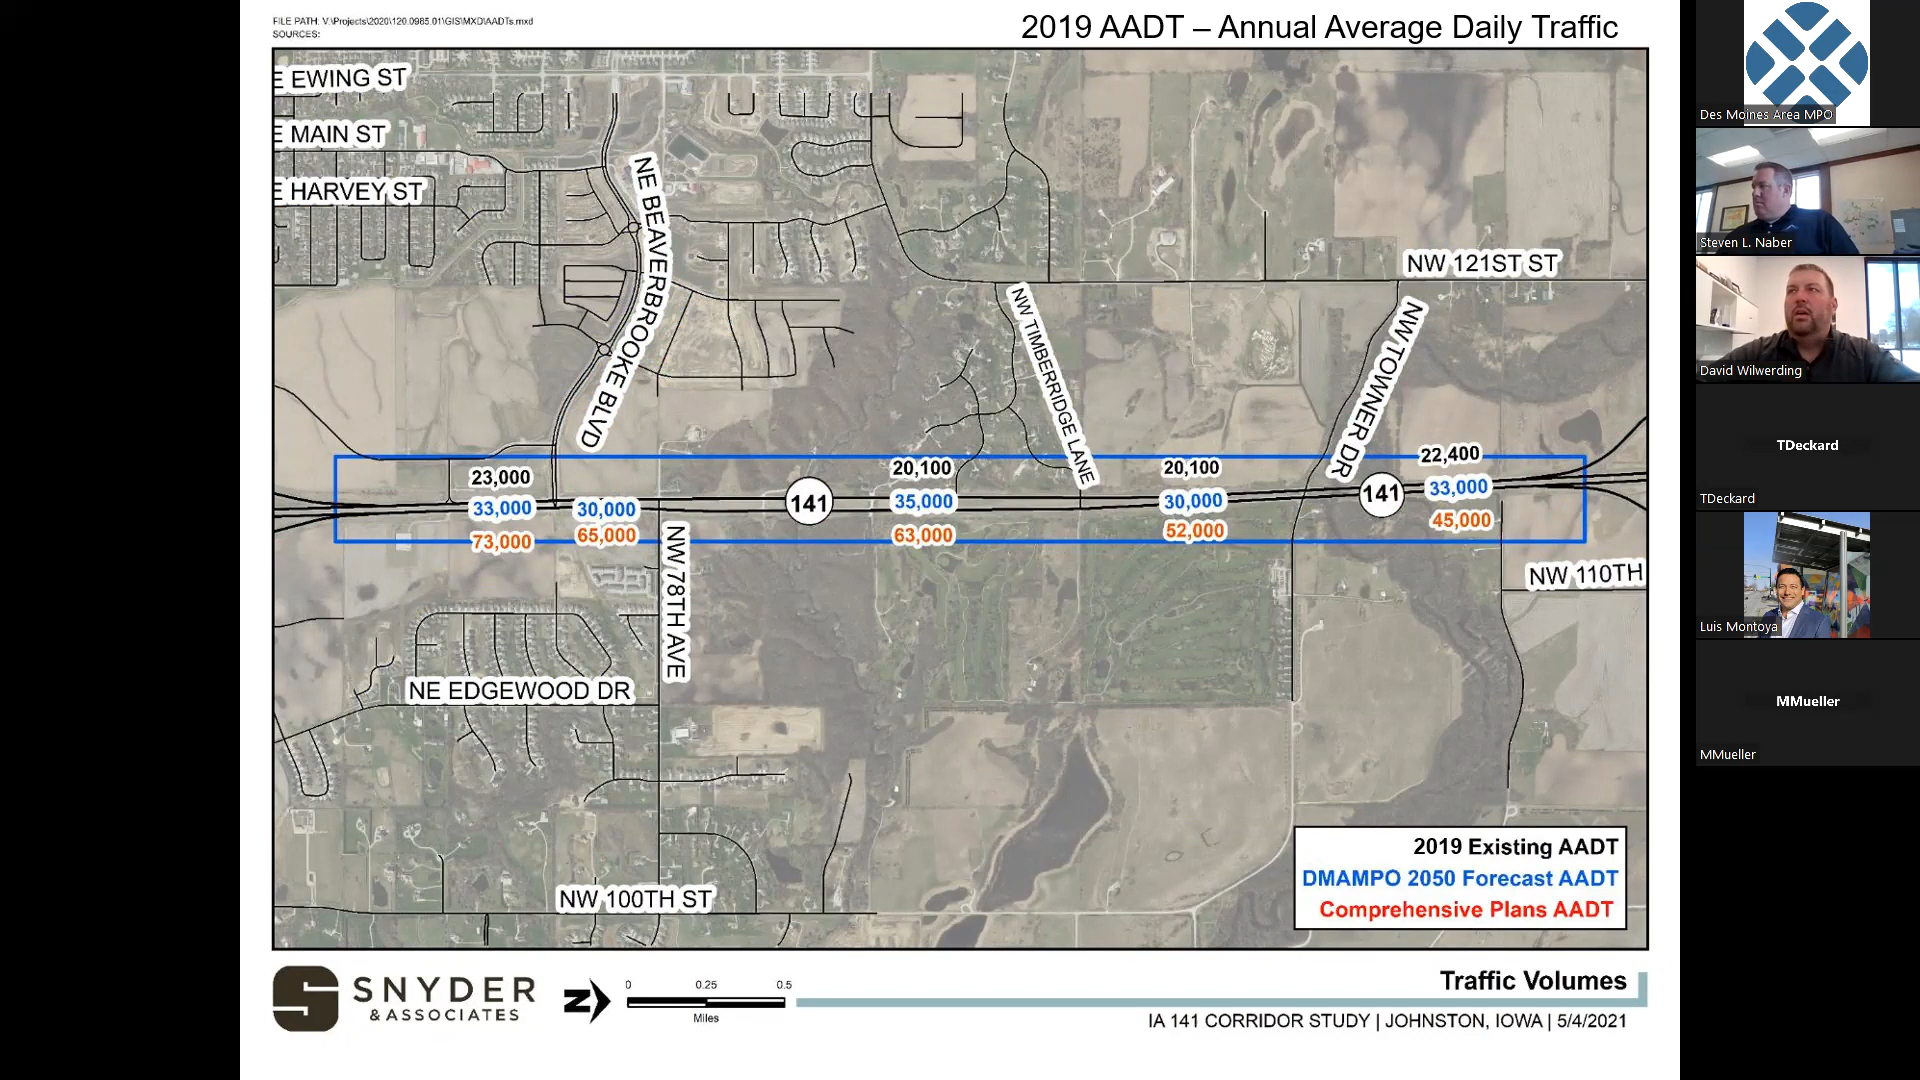 FILE PATH: V:\Projects\2020\120.0985.01\GIS\MXD\AADTs.mxd
SOURCES:
2019 AADT – Annual Average Daily Traffic
E EWING ST
E MAIN ST
E HARVEY ST
NE BEAVERBROOKE BLVD
NW 121ST ST
NW TIMBERRIDGE LANE
NW TOWNER DR
23,000
33,000
73,000
30,000
65,000
141
20,100
35,000
63,000
20,100
30,000
52,000
141
22,400
33,000
45,000
NW 78TH AVE
NW 110TH
NE EDGEWOOD DR
NW 100TH ST
2019 Existing AADT
DMAMPO 2050 Forecast AADT
Comprehensive Plans AADT
SNYDER
& ASSOCIATES
Z
0 0.25 0.5
Miles
Traffic Volumes
IA 141 CORRIDOR STUDY | JOHNSTON, IOWA | 5/4/2021
Des Moines Area MPO
Steven L. Naber
David Wilwerding
TDeckard
TDeckard
Luis Montoya
MMueller
MMueller